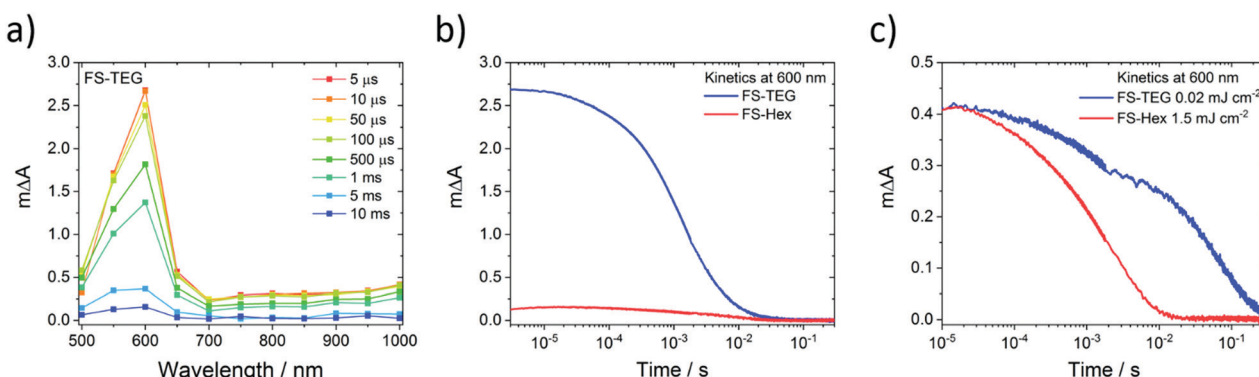 a)
FS-TEG
5 μs
10 μs
50 μs
100 μs
500 μs
1 ms
5 ms
10 ms
3.0
2.5
2.0
1.5
1.0
0.5
0.0
mΔA
500 600 700 800 900 1000
Wavelength / nm
b)
Kinetics at 600 nm
FS-TEG
FS-Hex
3.0
2.5
2.0
1.5
1.0
0.5
0.0
mΔA
10⁻⁵ 10⁻⁴ 10⁻³ 10⁻² 10⁻¹
Time / s
c)
Kinetics at 600 nm
FS-TEG 0.02 mJ cm⁻²
FS-Hex 1.5 mJ cm⁻²
0.5
0.4
0.3
0.2
0.1
0.0
mΔA
10⁻⁵ 10⁻⁴ 10⁻³ 10⁻² 10⁻¹
Time / s